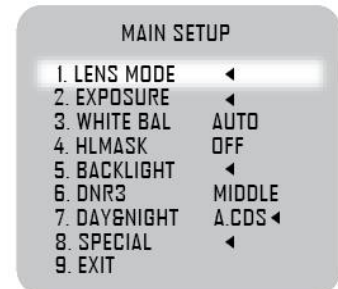 MAIN SETUP
1. LENS MODE ◀
2. EXPOSURE ◀
3. WHITE BAL AUTO
4. HLMASK OFF
5. BACKLIGHT ◀
6. DNR3 MIDDLE
7. DAY&NIGHT A.CDS◀
8. SPECIAL ◀
9. EXIT